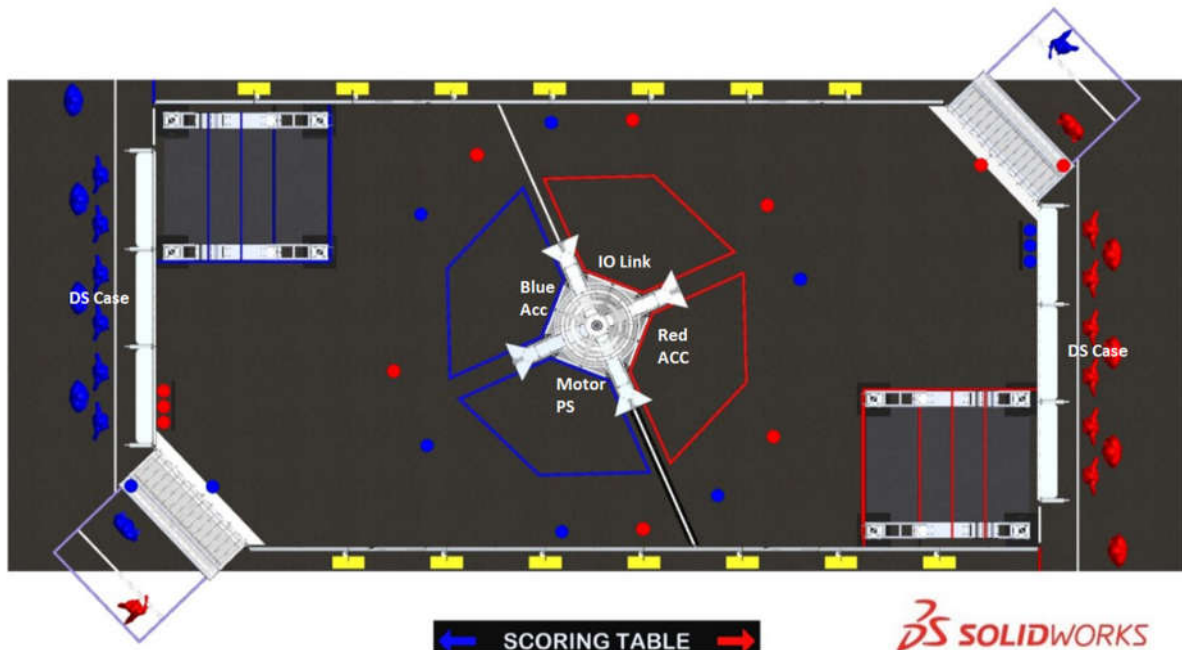 IO Link
Blue
Acc
DS Case
Red
ACC
DS Case
Motor
PS
SCORING TABLE
SOLIDWORKS